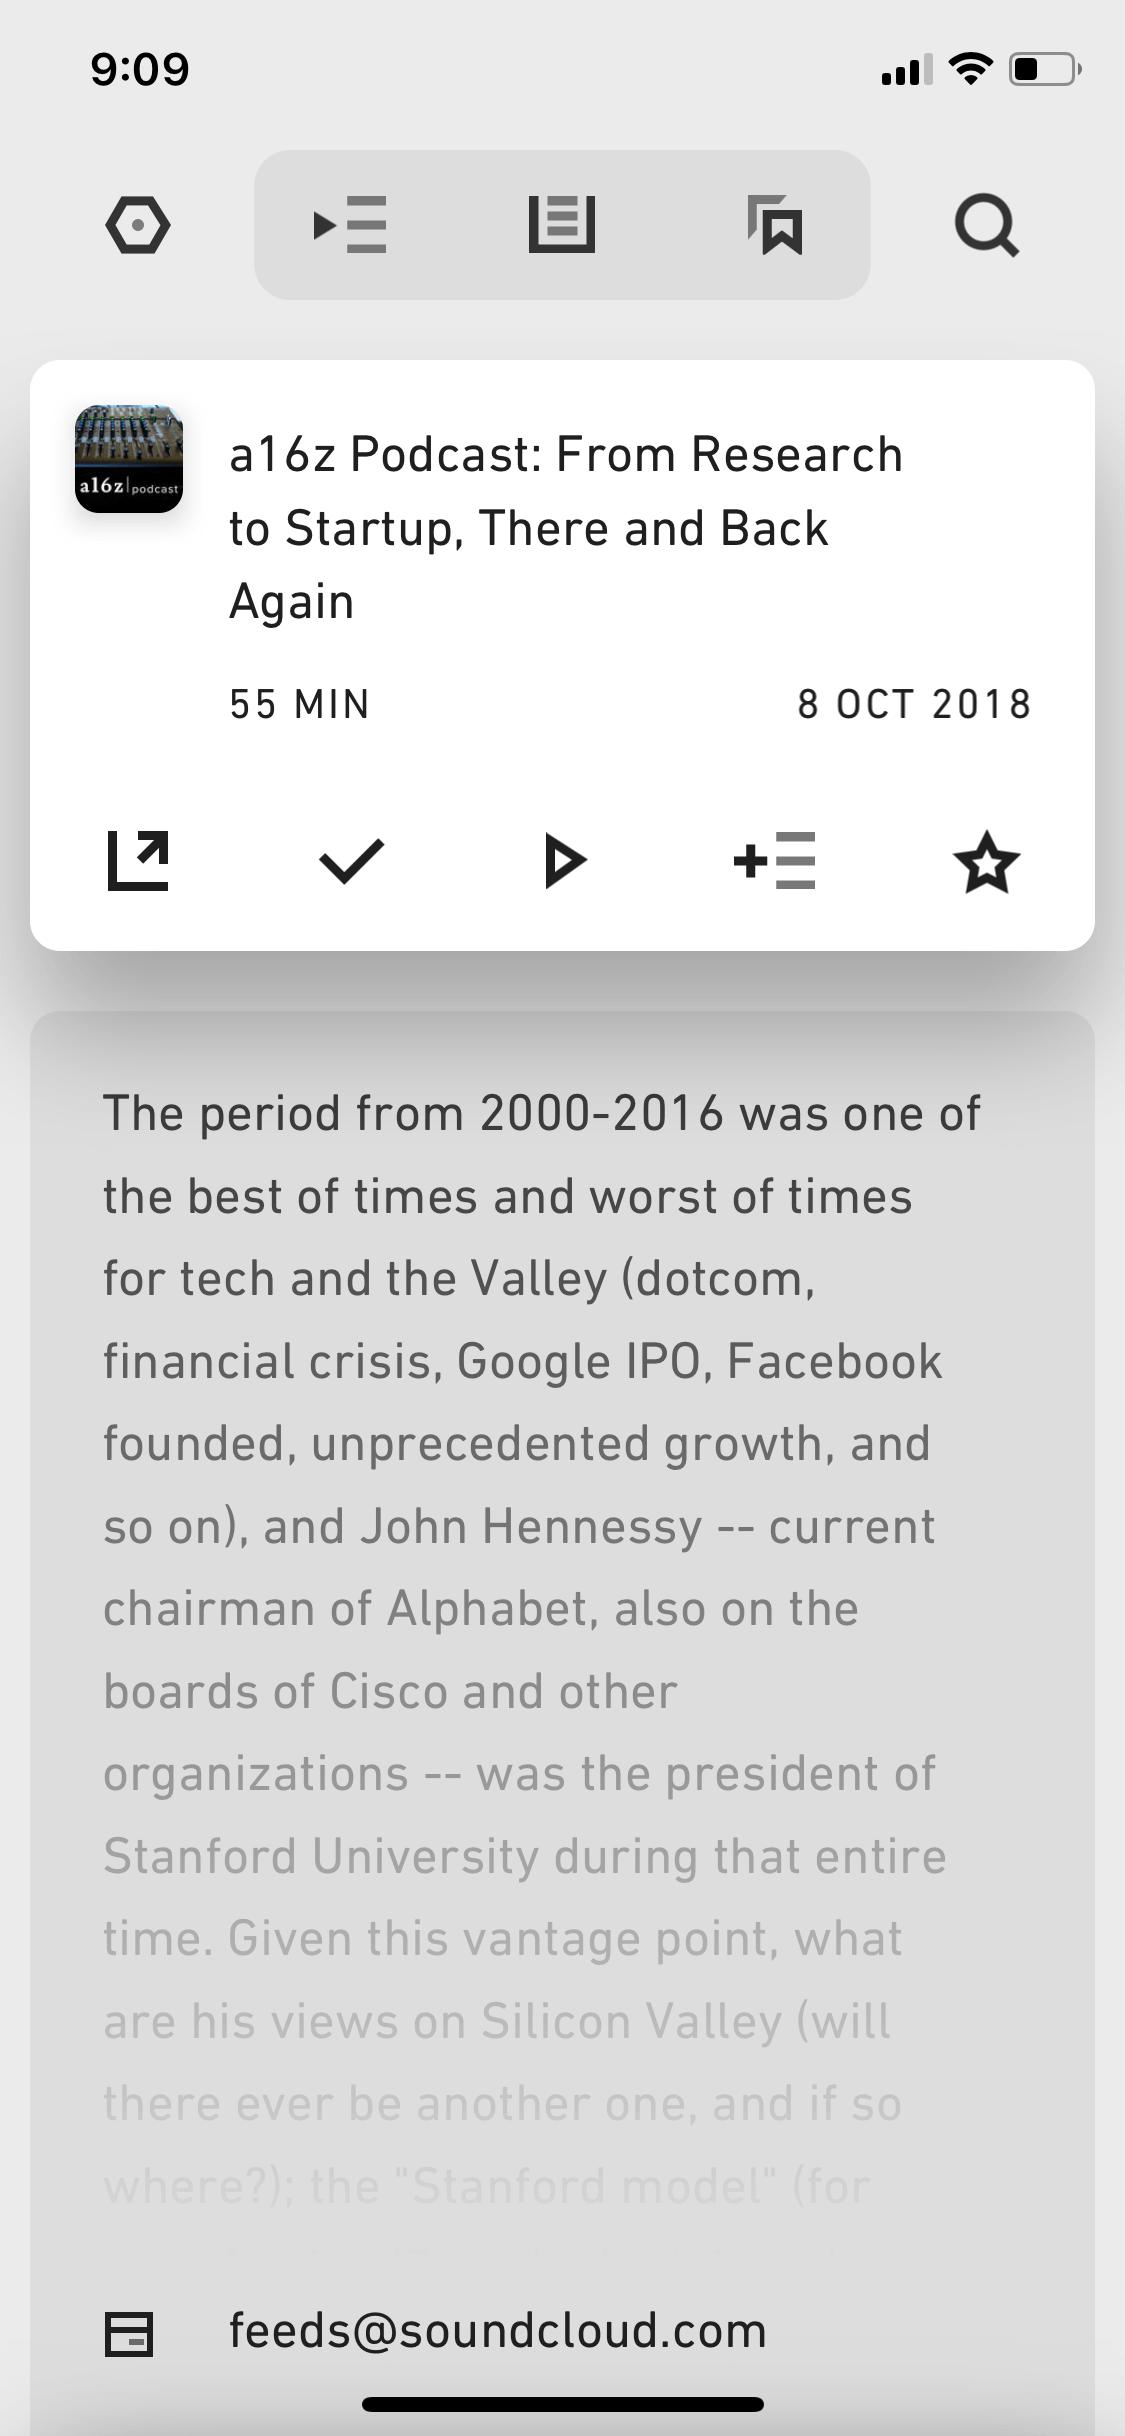 9:09
a16z podcast
a16z Podcast: From Research
to Startup, There and Back
Again
55 MIN
8 OCT 2018
The period from 2000-2016 was one of
the best of times and worst of times
for tech and the Valley (dotcom,
financial crisis, Google IPO, Facebook
founded, unprecedented growth, and
so on), and John Hennessy -- current
chairman of Alphabet, also on the
boards of Cisco and other
organizations -- was the president of
Stanford University during that entire
time. Given this vantage point, what
are his views on Silicon Valley (will
there ever be another one, and if so
where?); the "Stanford model" (for
feeds@soundcloud.com